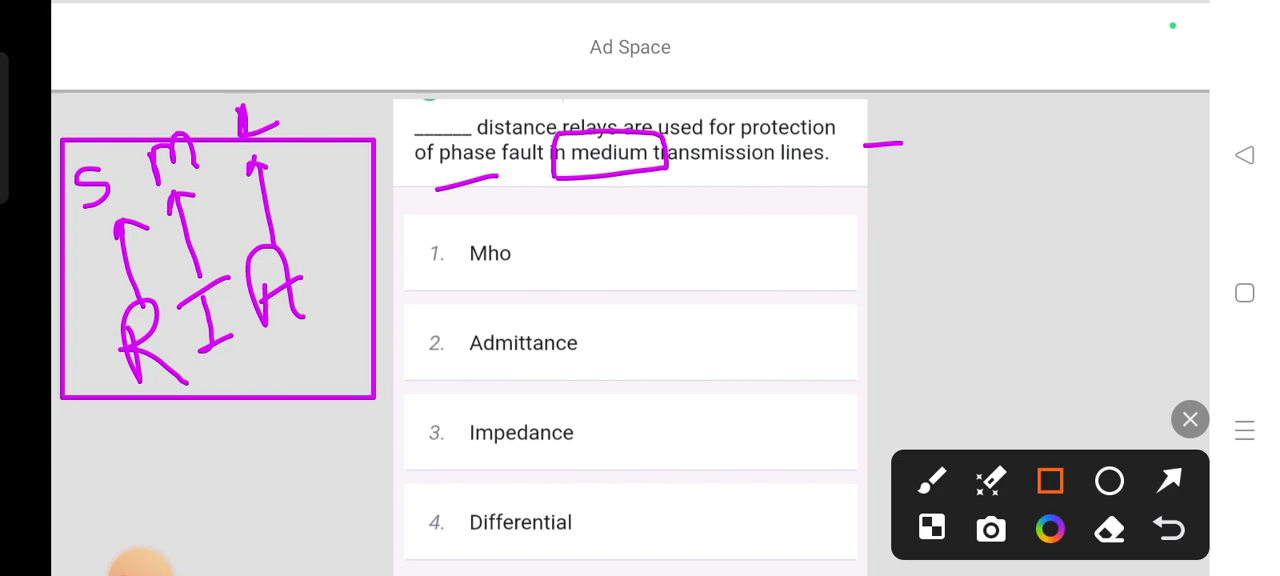 Ad Space
______ distance relays are used for protection
of phase fault in medium transmission lines.
S m L
R I A
1. Mho
2. Admittance
3. Impedance
4. Differential